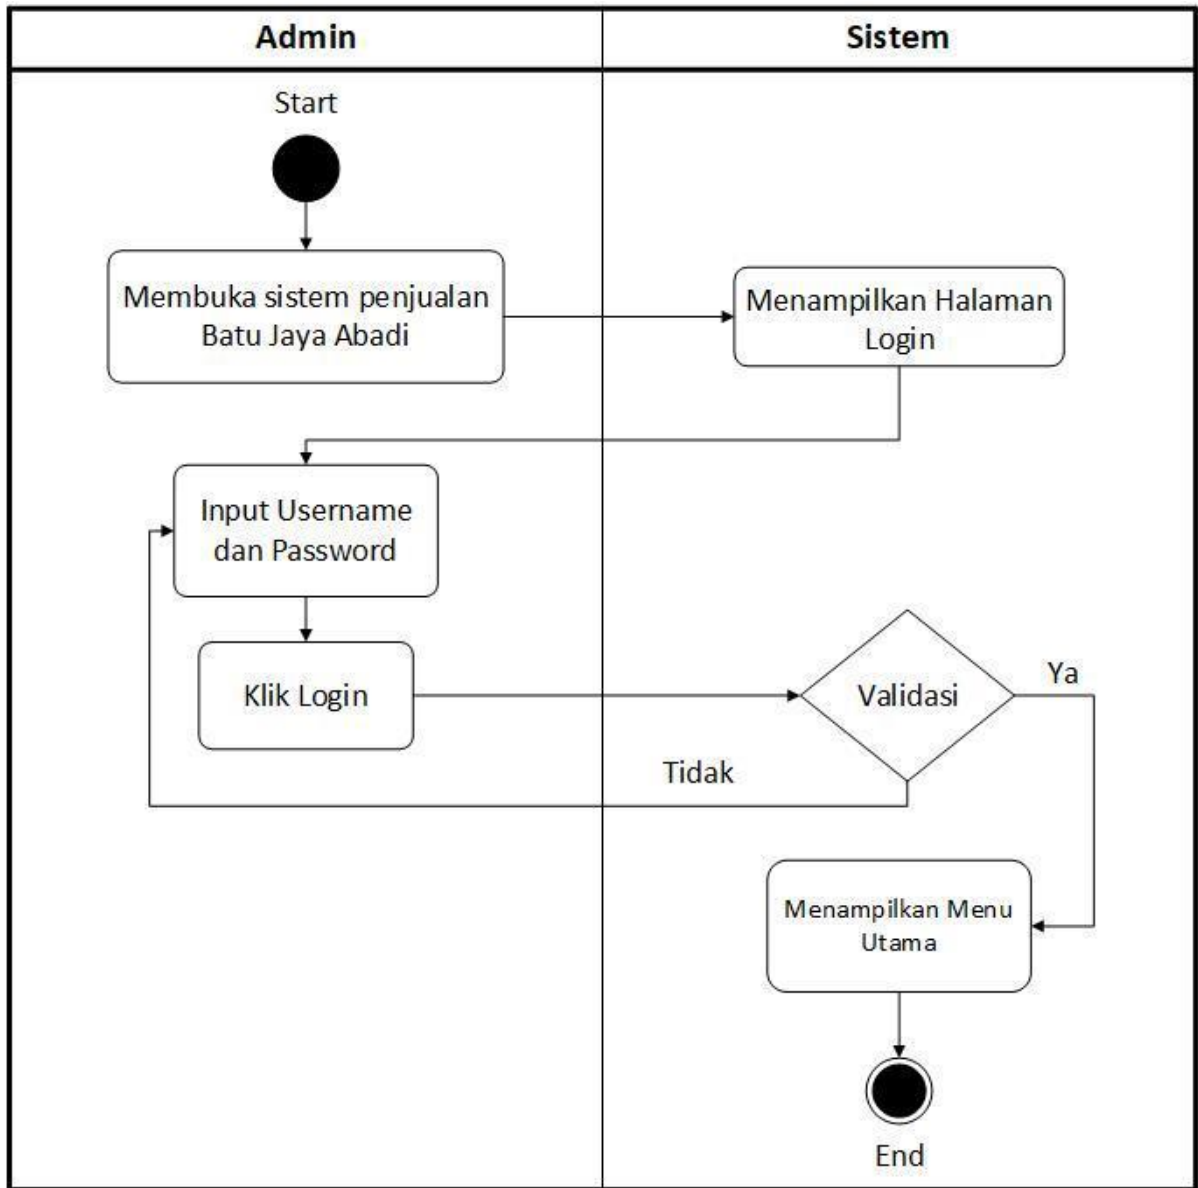 Admin
Sistem
Start
Membuka sistem penjualan
Batu Jaya Abadi
Menampilkan Halaman
Login
Input Username
dan Password
Klik Login
Validasi
Ya
Tidak
Menampilkan Menu
Utama
End